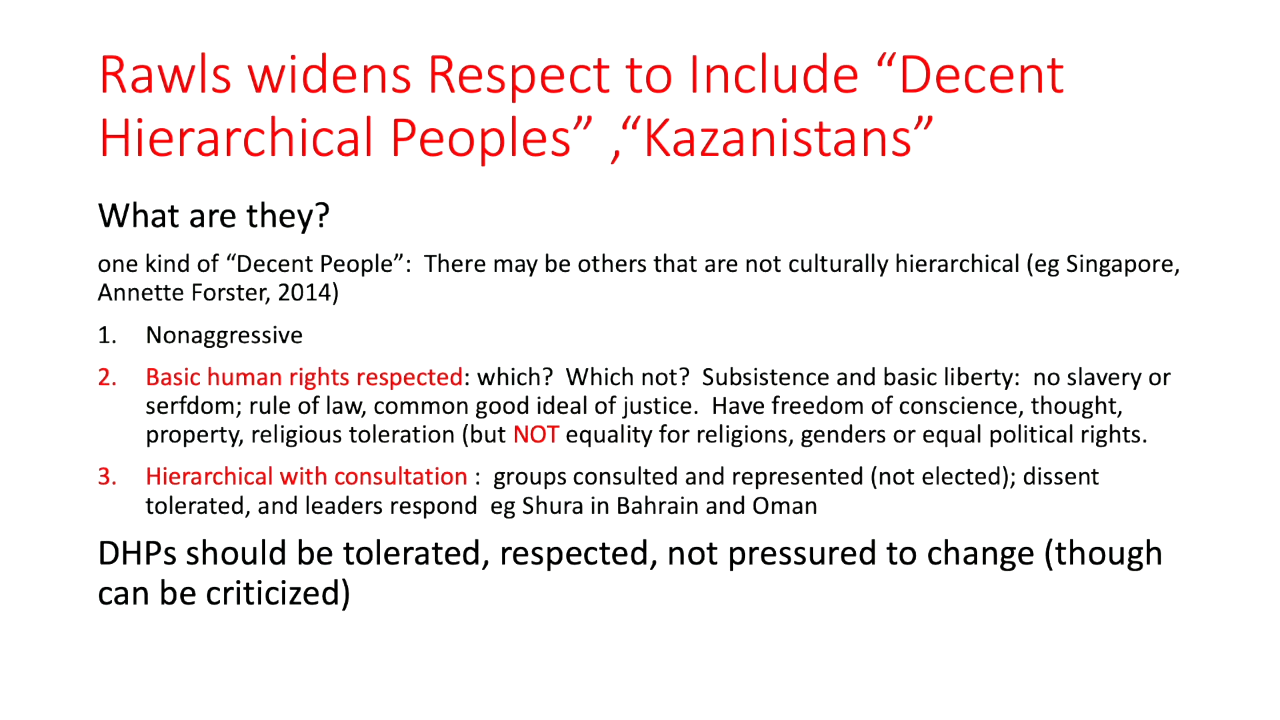 Rawls widens Respect to Include “Decent
Hierarchical Peoples” ,“Kazanistans”
What are they?
one kind of “Decent People”:  There may be others that are not culturally hierarchical (eg Singapore,
Annette Forster, 2014)
1. Nonaggressive
2. Basic human rights respected: which?  Which not?  Subsistence and basic liberty:  no slavery or
serfdom; rule of law, common good ideal of justice.  Have freedom of conscience, thought,
property, religious toleration (but NOT equality for religions, genders or equal political rights.
3. Hierarchical with consultation :  groups consulted and represented (not elected); dissent
tolerated, and leaders respond  eg Shura in Bahrain and Oman
DHPs should be tolerated, respected, not pressured to change (though
can be criticized)